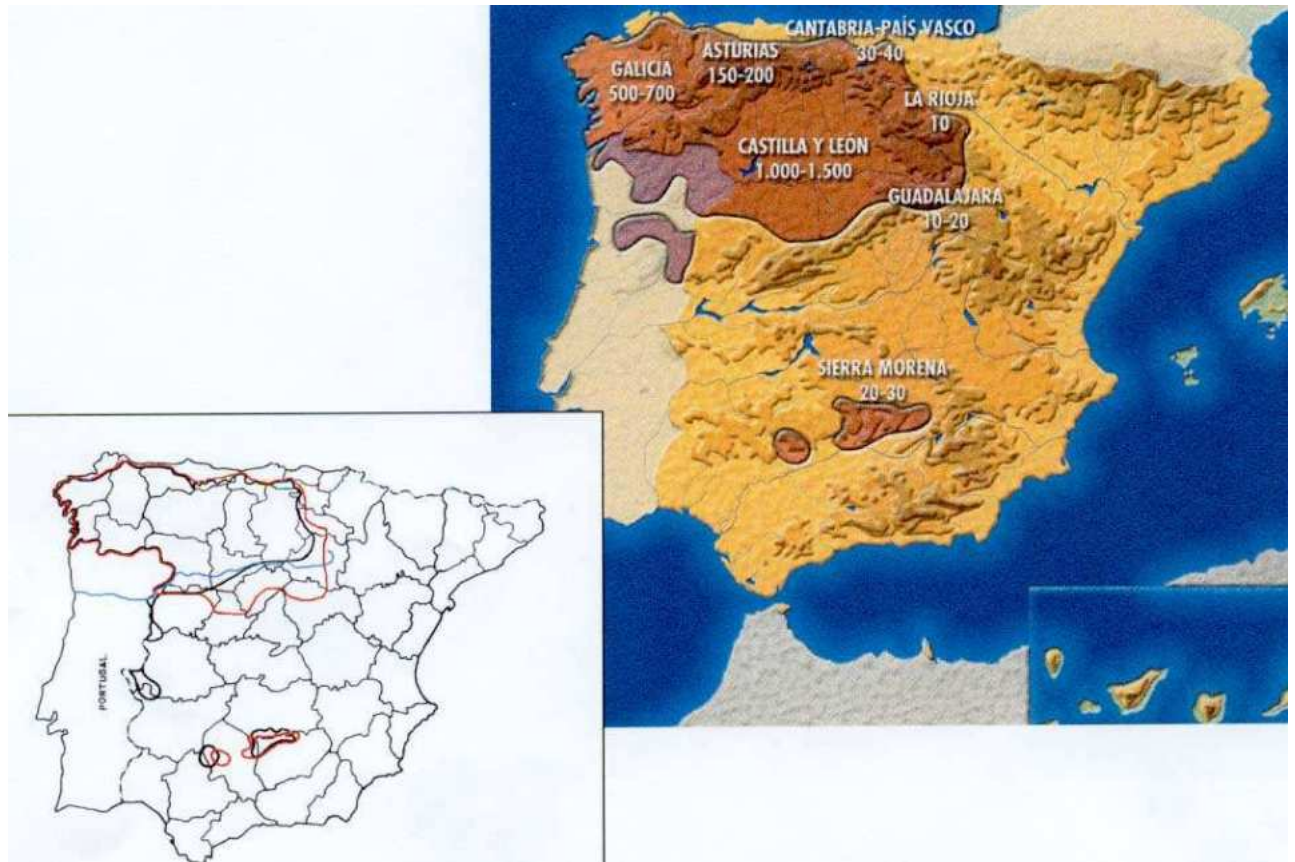 CANTABRIA-PAÍS VASCO
30-40
ASTURIAS
150-200
GALICIA
500-700
LA RIOJA
10
CASTILLA Y LEÓN
1.000-1.500
GUADALAJARA
10-20
SIERRA MORENA
20-30
PORTUGAL